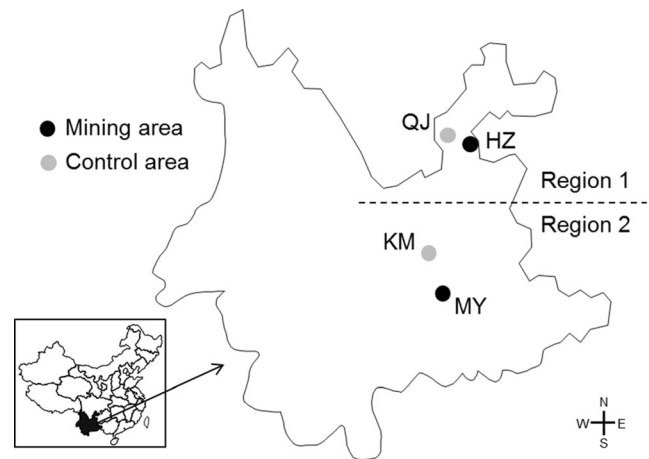 Mining area
Control area
QJ
HZ
Region 1
Region 2
KM
MY
N
W E
S